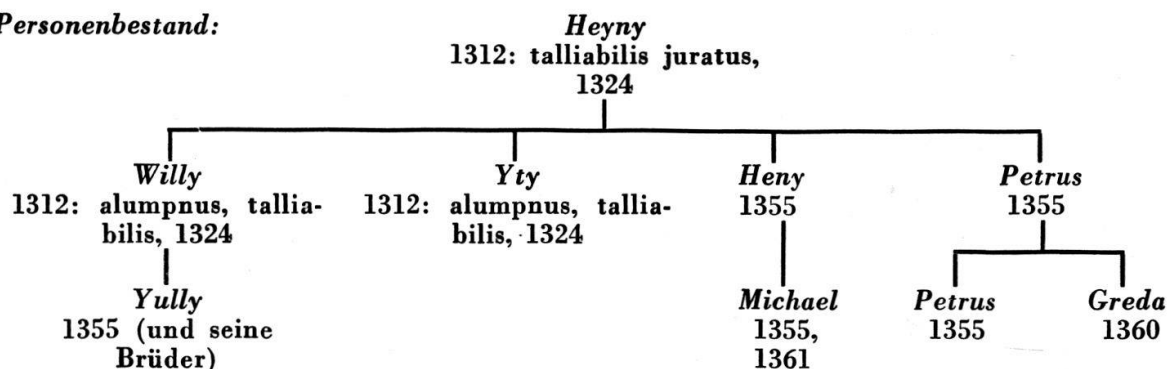 Personenbestand:
Heyny
1312: talliabilis juratus,
1324
Willy
1312: alumpnus, tallia-
bilis, 1324
Yty
1312: alumpnus, tallia-
bilis, 1324
Heny
1355
Petrus
1355
Yully
1355 (und seine
Brüder)
Michael
1355,
1361
Petrus
1355
Greda
1360